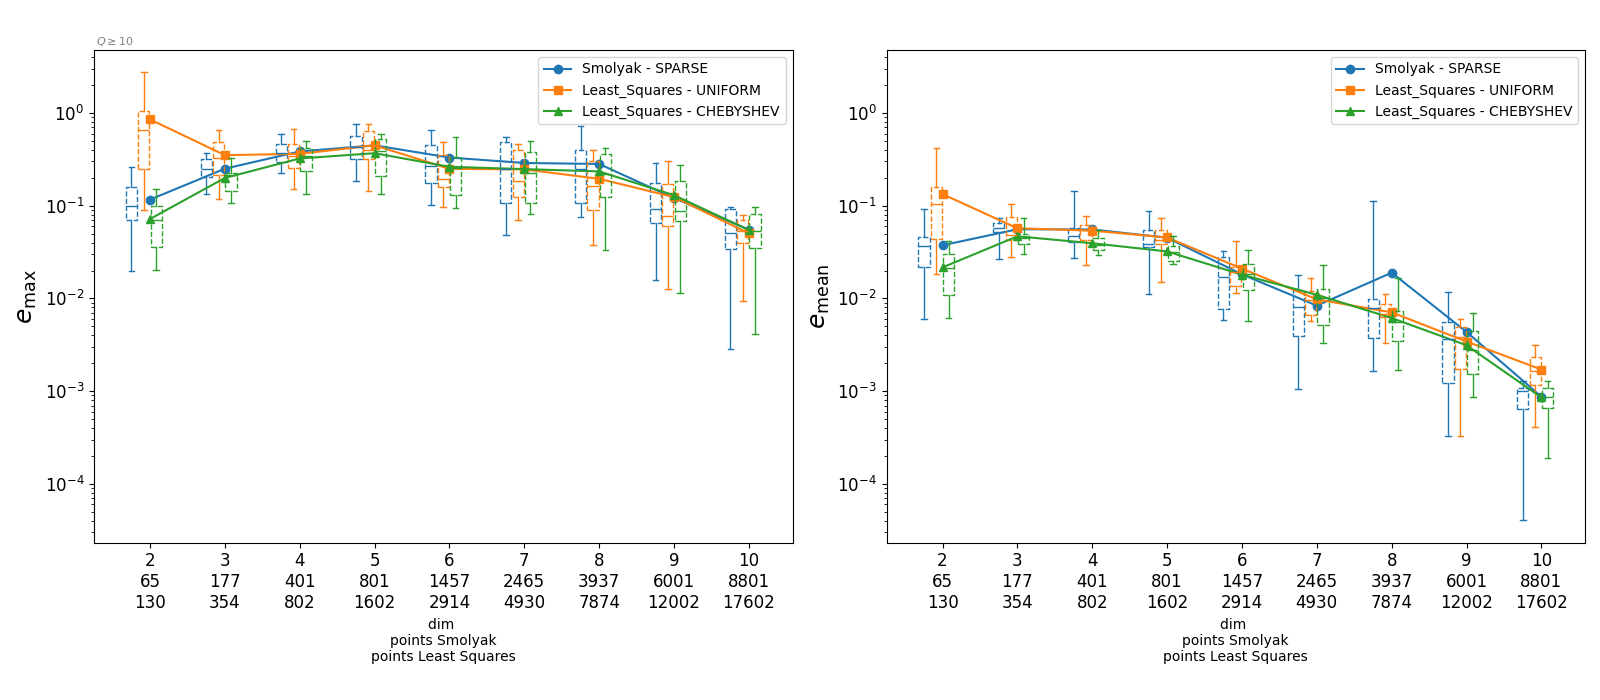 Q ≥ 10
Smolyak - SPARSE
Least_Squares - UNIFORM
Least_Squares - CHEBYSHEV
10⁰
10⁻¹
10⁻²
10⁻³
10⁻⁴
e_max
2 3 4 5 6 7 8 9 10
65 177 401 801 1457 2465 3937 6001 8801
130 354 802 1602 2914 4930 7874 12002 17602
dim
points Smolyak
points Least Squares
Smolyak - SPARSE
Least_Squares - UNIFORM
Least_Squares - CHEBYSHEV
10⁰
10⁻¹
10⁻²
10⁻³
10⁻⁴
e_mean
2 3 4 5 6 7 8 9 10
65 177 401 801 1457 2465 3937 6001 8801
130 354 802 1602 2914 4930 7874 12002 17602
dim
points Smolyak
points Least Squares